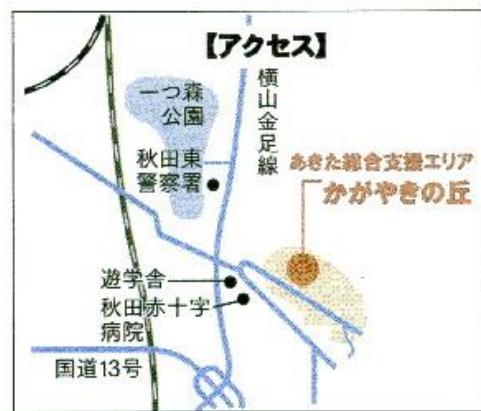 【アクセス】
一つ森
公園
横山金足線
秋田東
警察署
あきた総合支援エリア
かがやきの丘
遊学舎
秋田赤十字
病院
国道13号